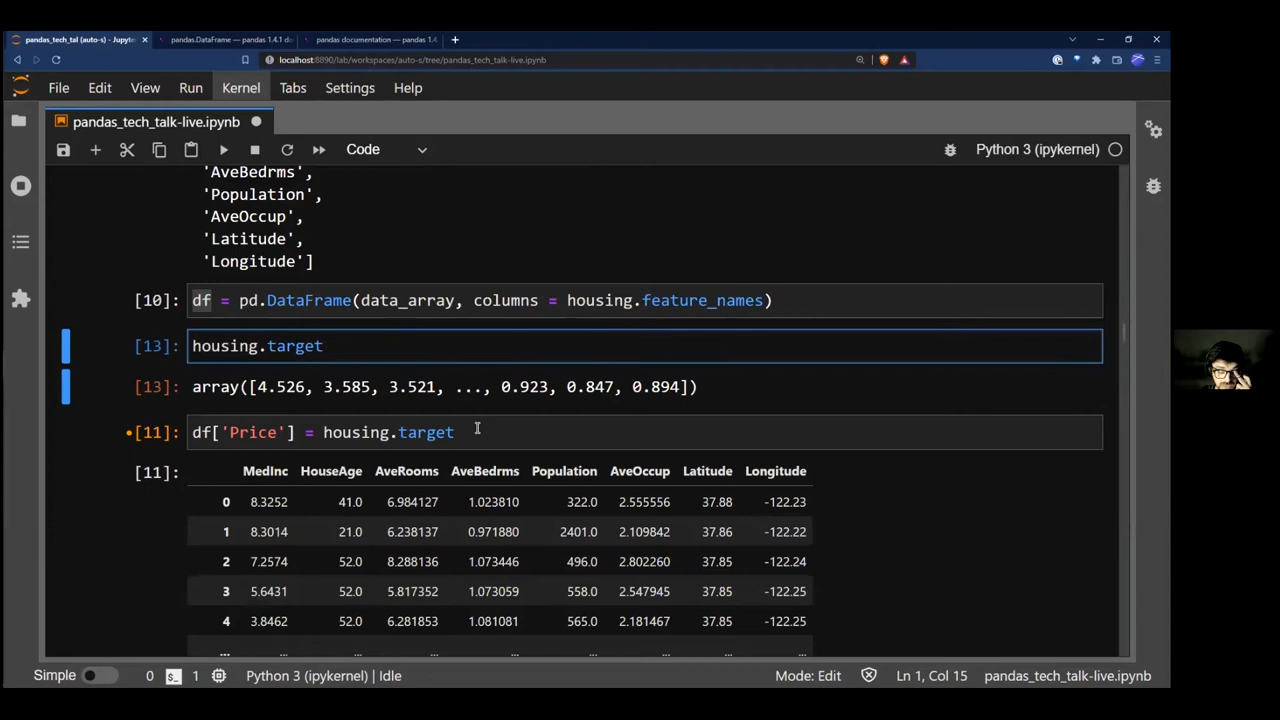 pandas_tech_tal (auto-s) - Jupyte
pandas.DataFrame — pandas 1.4.1 do
pandas documentation — pandas 1.4
localhost:8890/lab/workspaces/auto-s/tree/pandas_tech_talk-live.ipynb
File Edit View Run Kernel Tabs Settings Help
pandas_tech_talk-live.ipynb
Code
Python 3 (ipykernel)
'AveBedrms',
'Population',
'AveOccup',
'Latitude',
'Longitude']
[10]: df = pd.DataFrame(data_array, columns = housing.feature_names)
[13]: housing.target
[13]: array([4.526, 3.585, 3.521, ..., 0.923, 0.847, 0.894])
[11]: df['Price'] = housing.target
[11]: MedInc HouseAge AveRooms AveBedrms Population AveOccup Latitude Longitude
0 8.3252 41.0 6.984127 1.023810 322.0 2.555556 37.88 -122.23
1 8.3014 21.0 6.238137 0.971880 2401.0 2.109842 37.86 -122.22
2 7.2574 52.0 8.288136 1.073446 496.0 2.802260 37.85 -122.24
3 5.6431 52.0 5.817352 1.073059 558.0 2.547945 37.85 -122.25
4 3.8462 52.0 6.281853 1.081081 565.0 2.181467 37.85 -122.25
... ... ... ... ... ... ... ... ...
Simple 0 $_ 1 Python 3 (ipykernel) | Idle Mode: Edit Ln 1, Col 15 pandas_tech_talk-live.ipynb